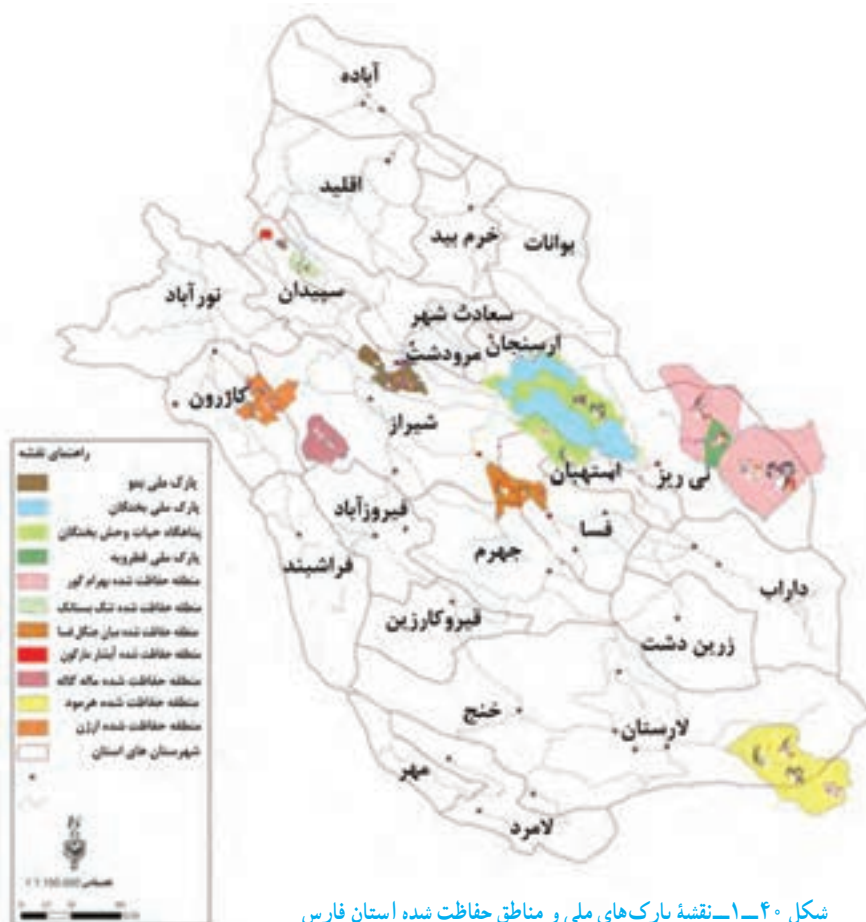 آباده
اقلید
خرم بید
بوانات
سپیدان
نورآباد
سعادت شهر
ارسنجان
مرودشت
کازرون
شیراز
استهبان
نی ریز
فیروزآباد
فسا
جهرم
فراشبند
داراب
قیروکارزین
زرین دشت
خنج
لارستان
مهر
لامرد
راهنمای نقشه
پارک ملی بمو
پارک ملی بختگان
پناهگاه حیات وحش بختگان
پارک ملی قطرویه
منطقه حفاظت شده بهرام گور
منطقه حفاظت شده تنگ بستانک
منطقه حفاظت شده میان جنگل فسا
منطقه حفاظت شده آبشار مارگون
منطقه حفاظت شده ماله گاله
منطقه حفاظت شده هرمود
منطقه حفاظت شده ارژن
شهرستان های استان
N
شکل ۴۰ــ۱ــ نقشهٔ پارک‌های ملی و مناطق حفاظت شده استان فارس